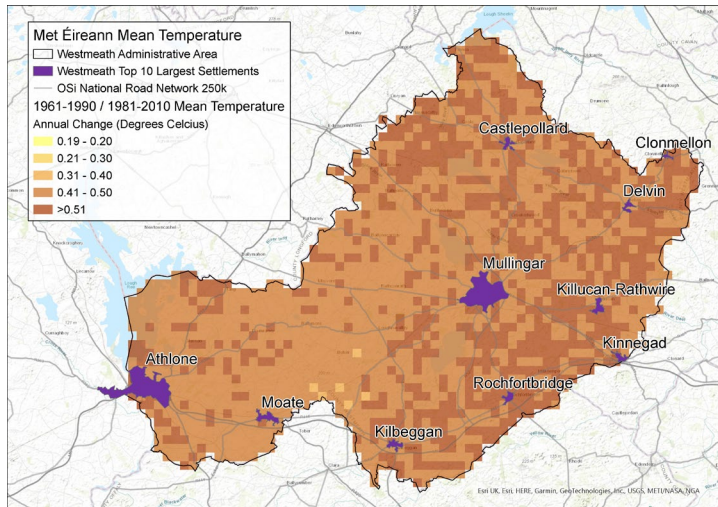 Met Éireann Mean Temperature
Westmeath Administrative Area
Westmeath Top 10 Largest Settlements
OSi National Road Network 250k
1961-1990 / 1981-2010 Mean Temperature
Annual Change (Degrees Celcius)
0.19 - 0.20
0.21 - 0.30
0.31 - 0.40
0.41 - 0.50
>0.51
Castlepollard
Clonmellon
Delvin
Mullingar
Killucan-Rathwire
Kinnegad
Athlone
Rochfortbridge
Moate
Kilbeggan
Esri UK, Esri, HERE, Garmin, GeoTechnologies, Inc., USGS, METI/NASA, NGA